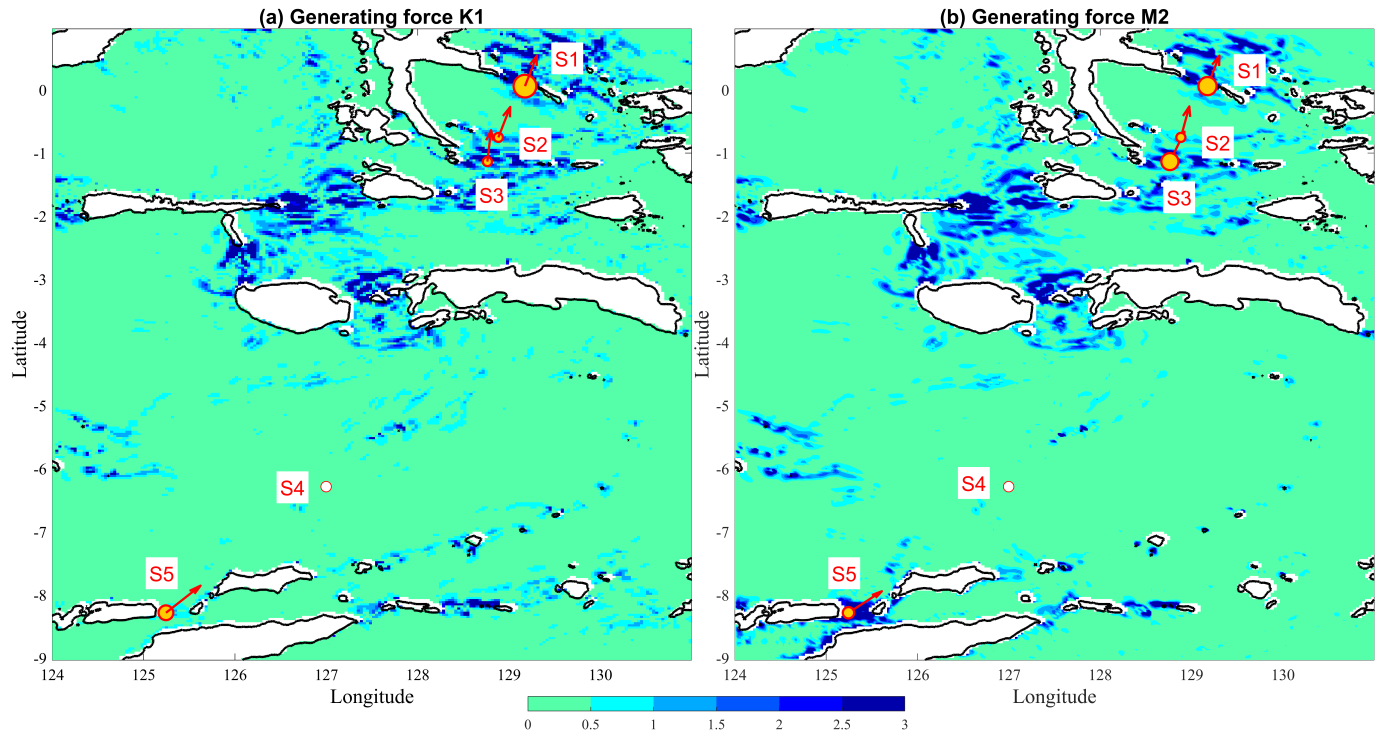 (a) Generating force K1
(b) Generating force M2
S1
S2
S3
S4
S5
0
-1
-2
-3
-4
-5
-6
-7
-8
-9
Latitude
124
125
126
127
128
129
130
Longitude
S1
S2
S3
S4
S5
0
-1
-2
-3
-4
-5
-6
-7
-8
-9
Latitude
124
125
126
127
128
129
130
Longitude
0
0.5
1
1.5
2
2.5
3